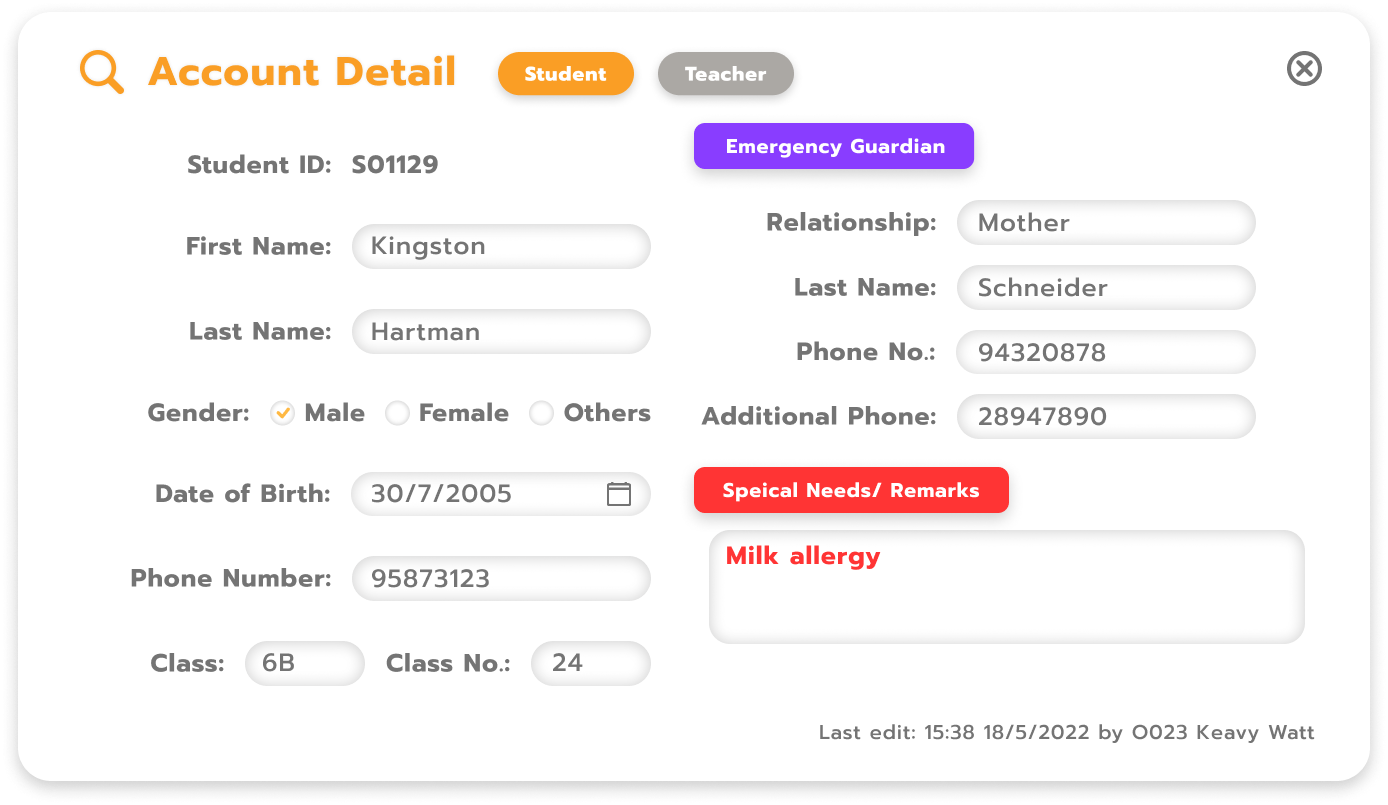 Account Detail
Student
Teacher
Student ID: S01129
First Name: Kingston
Last Name: Hartman
Gender: Male Female Others
Date of Birth: 30/7/2005
Phone Number: 95873123
Class: 6B Class No.: 24
Emergency Guardian
Relationship: Mother
Last Name: Schneider
Phone No.: 94320878
Additional Phone: 28947890
Speical Needs/ Remarks
Milk allergy
Last edit: 15:38 18/5/2022 by O023 Keavy Watt